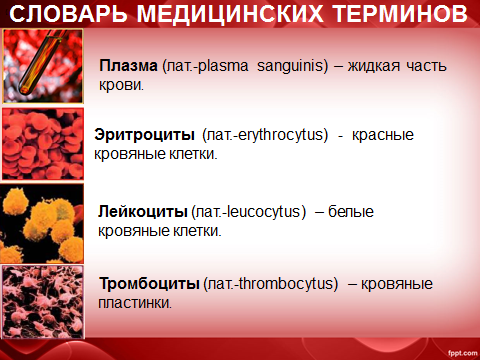 СЛОВАРЬ МЕДИЦИНСКИХ ТЕРМИНОВ
Плазма (лат.-plasma sanguinis) – жидкая часть
крови.
Эритроциты (лат.-erythrocytus) - красные
кровяные клетки.
Лейкоциты (лат.-leucocytus) – белые
кровяные клетки.
Тромбоциты (лат.-thrombocytus) – кровяные
пластинки.
fppt.com